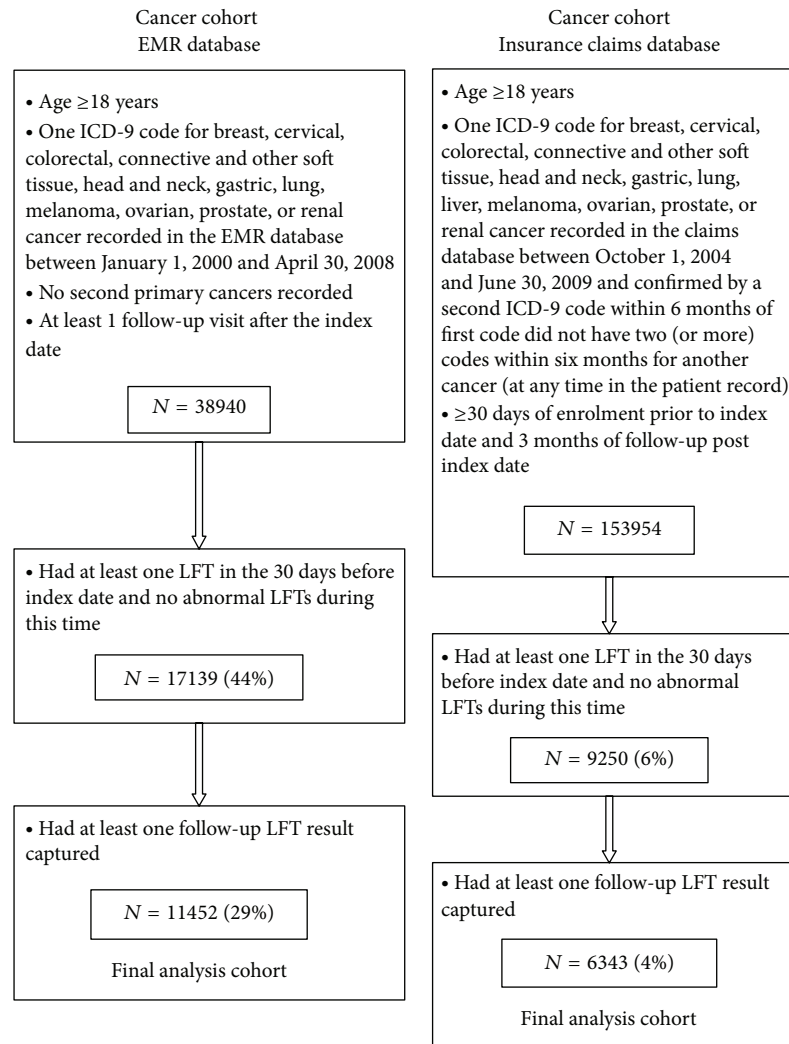 Cancer cohort
EMR database
• Age ≥18 years
• One ICD-9 code for breast, cervical,
colorectal, connective and other soft
tissue, head and neck, gastric, lung,
melanoma, ovarian, prostate, or renal
cancer recorded in the EMR database
between January 1, 2000 and April 30, 2008
• No second primary cancers recorded
• At least 1 follow-up visit after the index
date
N = 38940
• Had at least one LFT in the 30 days before
index date and no abnormal LFTs during
this time
N = 17139 (44%)
• Had at least one follow-up LFT result
captured
N = 11452 (29%)
Final analysis cohort
Cancer cohort
Insurance claims database
• Age ≥18 years
• One ICD-9 code for breast, cervical,
colorectal, connective and other soft
tissue, head and neck, gastric, lung,
liver, melanoma, ovarian, prostate, or
renal cancer recorded in the claims
database between October 1, 2004
and June 30, 2009 and confirmed by a
second ICD-9 code within 6 months of
first code did not have two (or more)
codes within six months for another
cancer (at any time in the patient record)
• ≥30 days of enrolment prior to index
date and 3 months of follow-up post
index date
N = 153954
• Had at least one LFT in the 30 days
before index date and no abnormal
LFTs during this time
N = 9250 (6%)
• Had at least one follow-up LFT result
captured
N = 6343 (4%)
Final analysis cohort